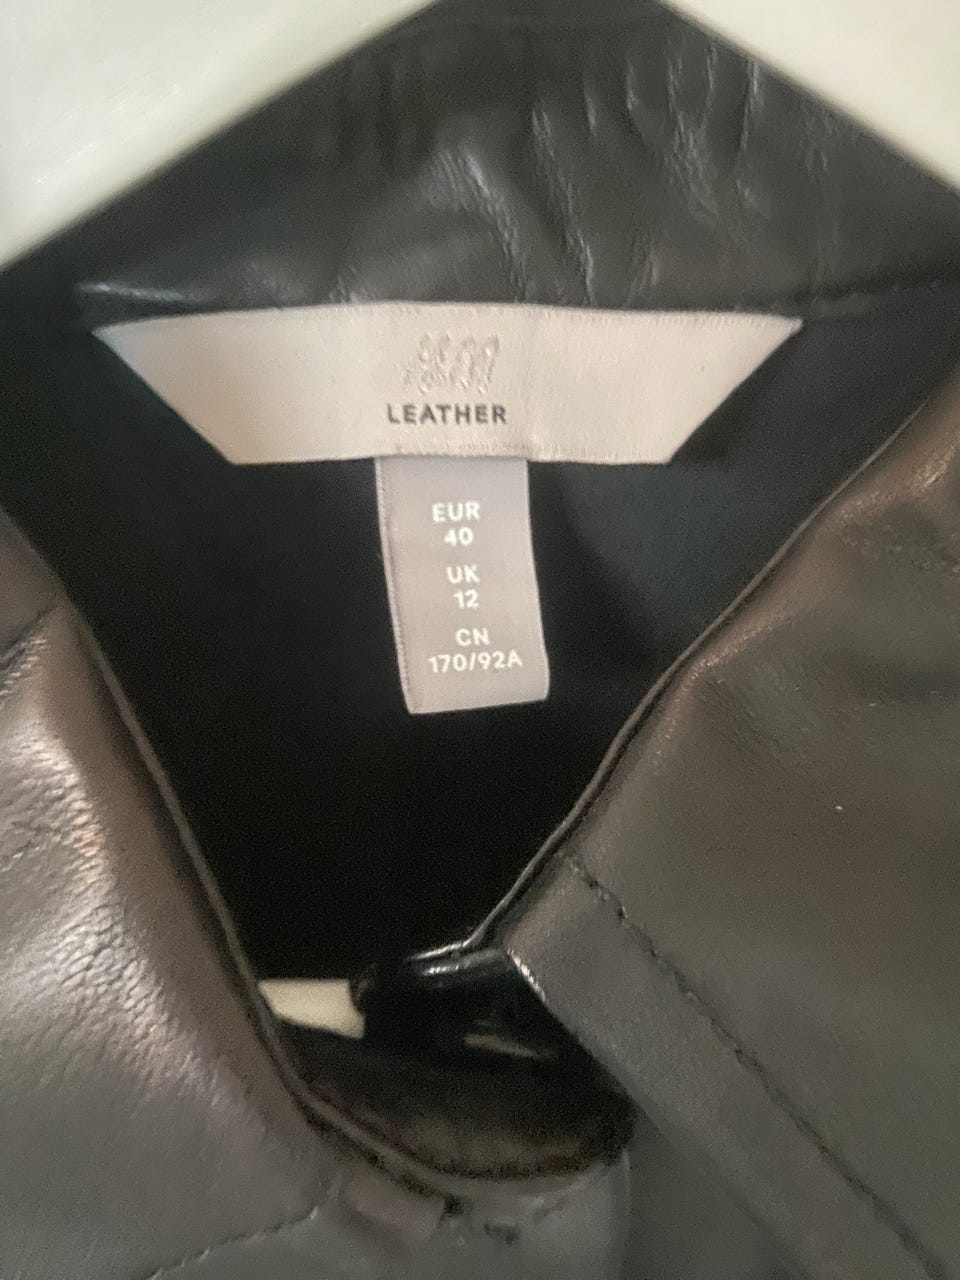 H&M
LEATHER
EUR
40
UK
12
CN
170/92A